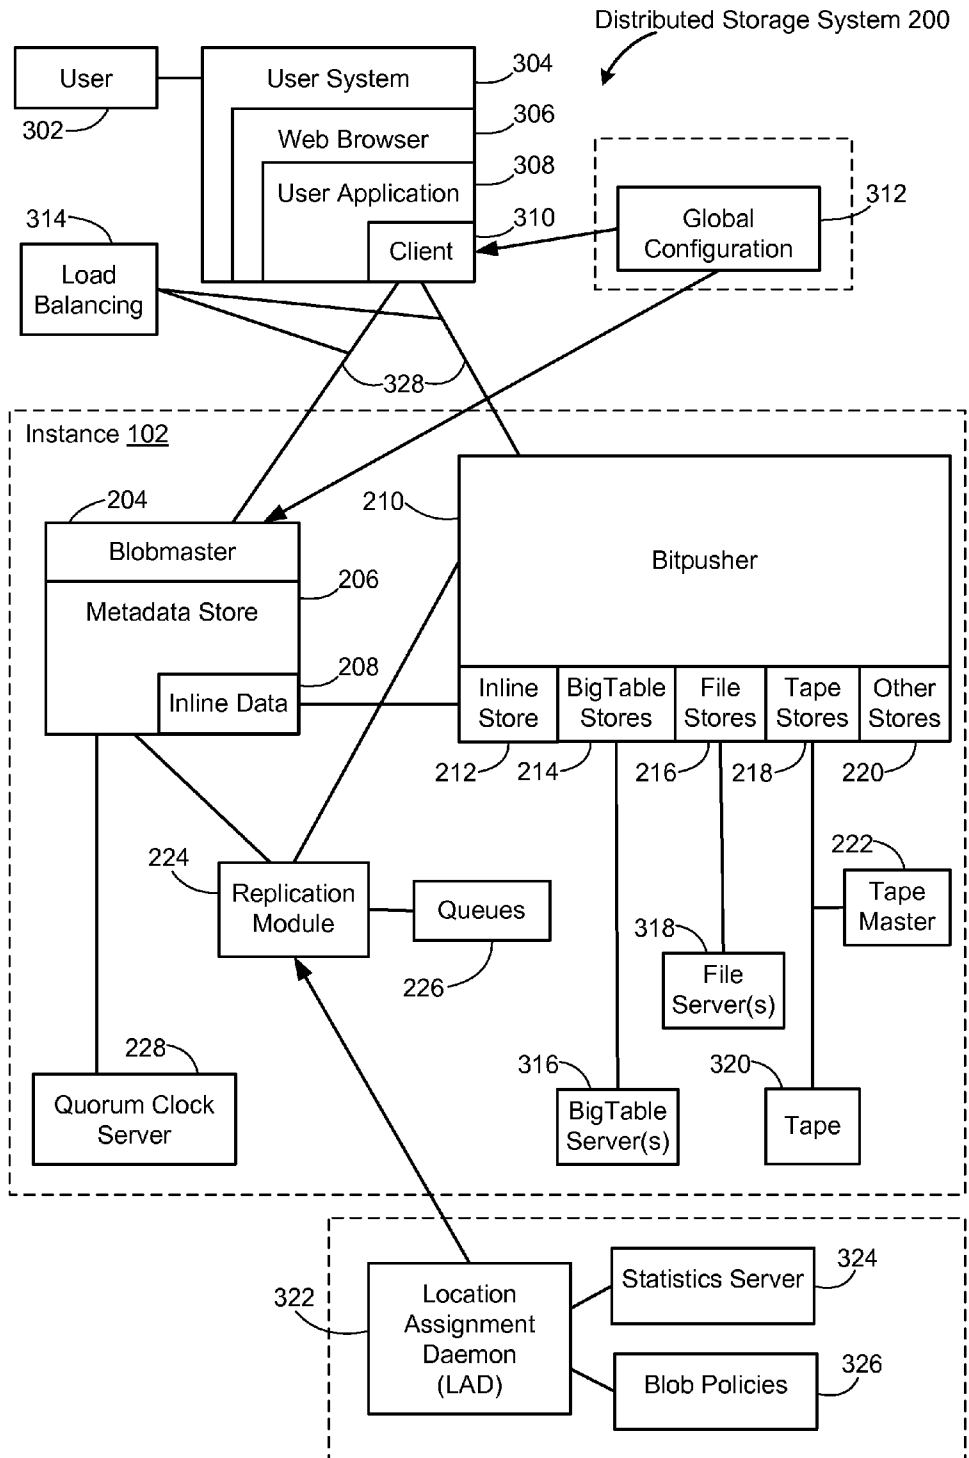 Distributed Storage System 200
User
302
User System
304
Web Browser
306
User Application
308
Client
310
Global
Configuration
312
314
Load
Balancing
328
Instance 102
204
Blobmaster
Metadata Store
206
208
Inline Data
210
Bitpusher
Inline
Store
BigTable
Stores
File
Stores
Tape
Stores
Other
Stores
212
214
216
218
220
224
Replication
Module
Queues
226
222
Tape
Master
318
File
Server(s)
228
Quorum Clock
Server
316
BigTable
Server(s)
320
Tape
322
Location
Assignment
Daemon
(LAD)
Statistics Server
324
Blob Policies
326